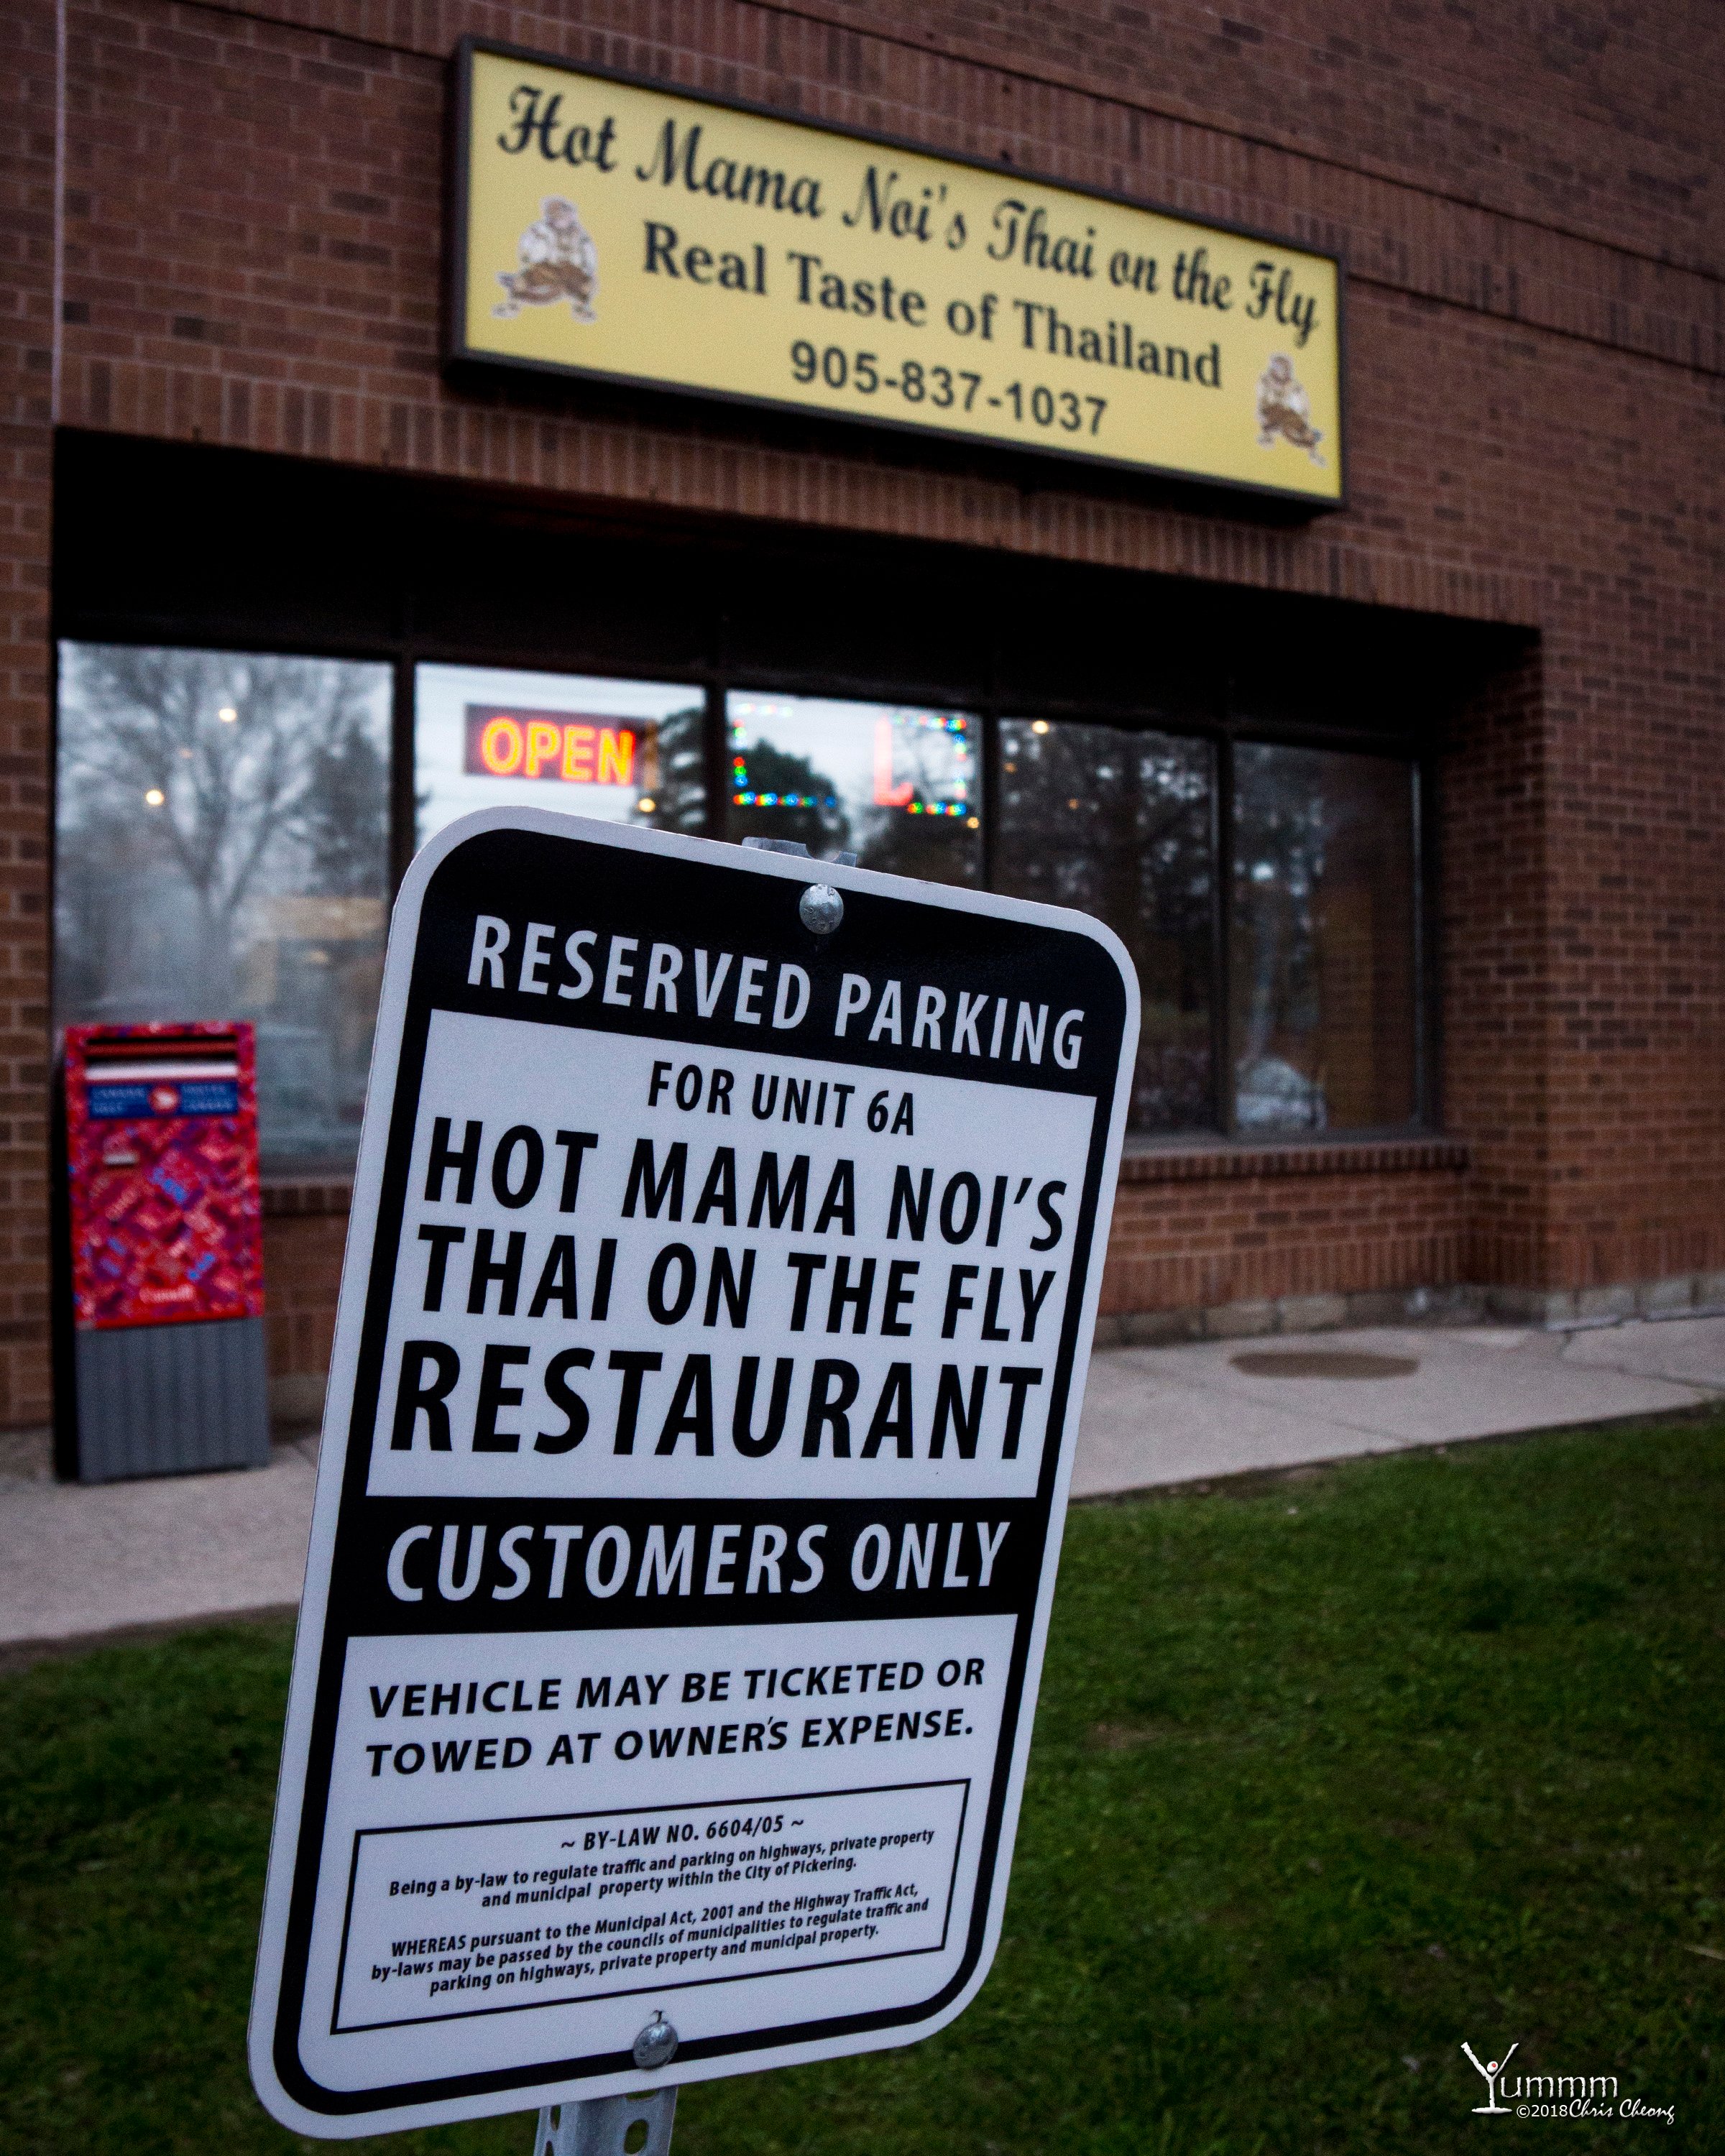 Hot Mama Noi's Thai on the Fly
Real Taste of Thailand
905-837-1037
OPEN
RESERVED PARKING
FOR UNIT 6A
HOT MAMA NOI'S
THAI ON THE FLY
RESTAURANT
CUSTOMERS ONLY
VEHICLE MAY BE TICKETED OR
TOWED AT OWNER'S EXPENSE.
~ BY-LAW NO. 6604/05 ~
Being a by-law to regulate traffic and parking on highways, private property
and municipal property within the City of Pickering.
WHEREAS pursuant to the Municipal Act, 2001 and the Highway Traffic Act,
by-laws may be passed by the councils of municipalities to regulate traffic and
parking on highways, private property and municipal property.
Yummm
©2018 Chris Cheong